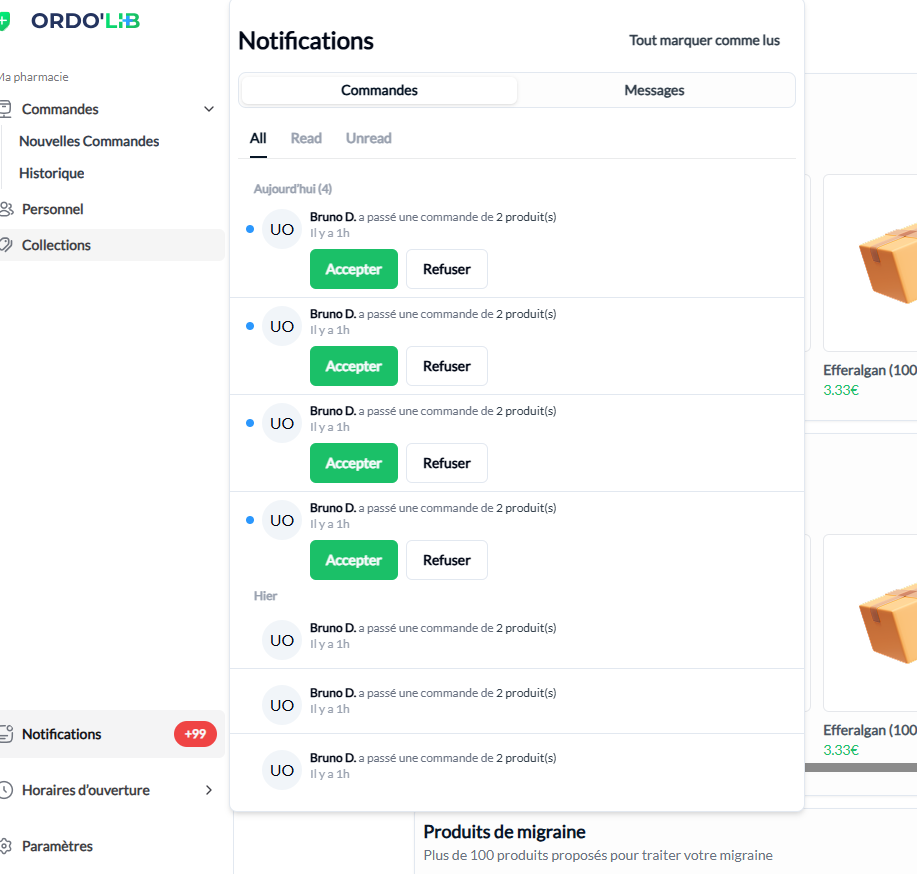 ORDO'LIB
Ma pharmacie
Commandes
Nouvelles Commandes
Historique
Personnel
Collections
Notifications
+99
Horaires d'ouverture
Paramètres
Notifications
Tout marquer comme lus
Commandes
Messages
All
Read
Unread
Aujourd'hui (4)
UO
Bruno D. a passé une commande de 2 produit(s)
Il y a 1h
Accepter
Refuser
UO
Bruno D. a passé une commande de 2 produit(s)
Il y a 1h
Accepter
Refuser
UO
Bruno D. a passé une commande de 2 produit(s)
Il y a 1h
Accepter
Refuser
UO
Bruno D. a passé une commande de 2 produit(s)
Il y a 1h
Accepter
Refuser
Hier
UO
Bruno D. a passé une commande de 2 produit(s)
Il y a 1h
UO
Bruno D. a passé une commande de 2 produit(s)
Il y a 1h
UO
Bruno D. a passé une commande de 2 produit(s)
Il y a 1h
Efferalgan (100
3.33€
Efferalgan (100
3.33€
Produits de migraine
Plus de 100 produits proposés pour traiter votre migraine